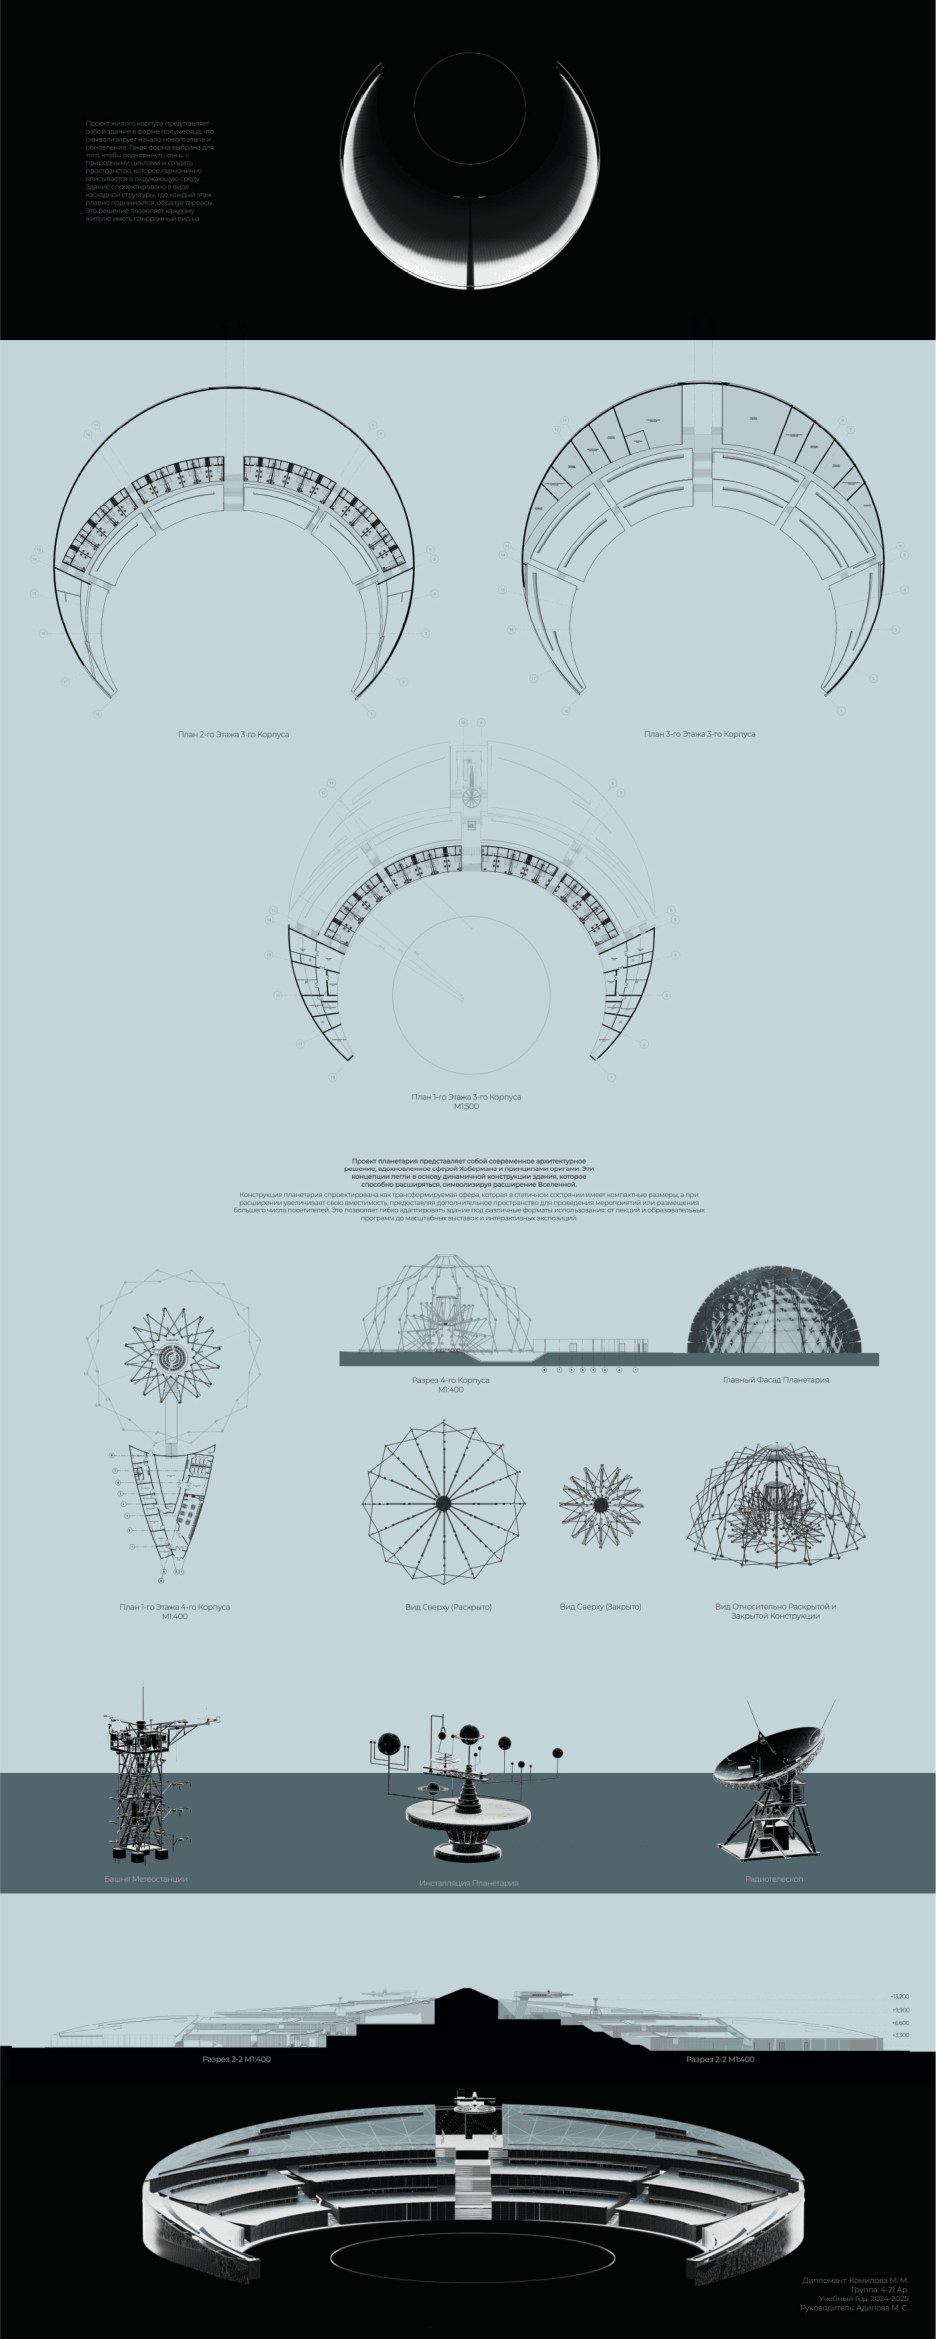 Проект жилого корпуса представляет
собой здание в форме полумесяца, что
символизирует начало нового этапа и
обновление. Такая форма выбрана для
того, чтобы подчеркнуть связь с
природными циклами и создать
пространство, которое гармонично
вписывается в окружающую среду.
Здание спроектировано в виде
каскадной структуры, где каждый этаж
плавно поднимается, образуя террасы.
Это решение позволяет каждому
жителю иметь панорамный вид на
План 2-го Этажа 3-го Корпуса
План 3-го Этажа 3-го Корпуса
План 1-го Этажа 3-го Корпуса
М1:500
Проект планетария представляет собой современное архитектурное
решение, вдохновленное сферой Хобермана и принципами оригами. Эти
концепции легли в основу динамичной конструкции здания, которое
способно расширяться, символизируя расширение Вселенной.
Конструкция планетария спроектирована как трансформируемая сфера, которая в статичном состоянии имеет компактные размеры, а при
расширении увеличивает свою вместимость, предоставляя дополнительное пространство для проведения мероприятий или размещения
большего числа посетителей. Это позволяет гибко адаптировать здание под различные форматы использования: от лекций и образовательных
программ до масштабных выставок и интерактивных экспозиций.
Разрез 4-го Корпуса
М1:400
Главный Фасад Планетария
План 1-го Этажа 4-го Корпуса
М1:400
Вид Сверху (Раскрыто)
Вид Сверху (Закрыто)
Вид Относительно Раскрытой и
Закрытой Конструкции
Башня Метеостанции
Инсталляция Планетария
Радиотелескоп
+13,200
+9,900
+6,600
+3,300
Разрез 2-2 М1:400
Разрез 2-2 М1:400
Дипломант: Комилова М. М.
Группа: 4-21 Ар.
Учебный Год: 2024-2025
Руководитель: Адилова М. С.